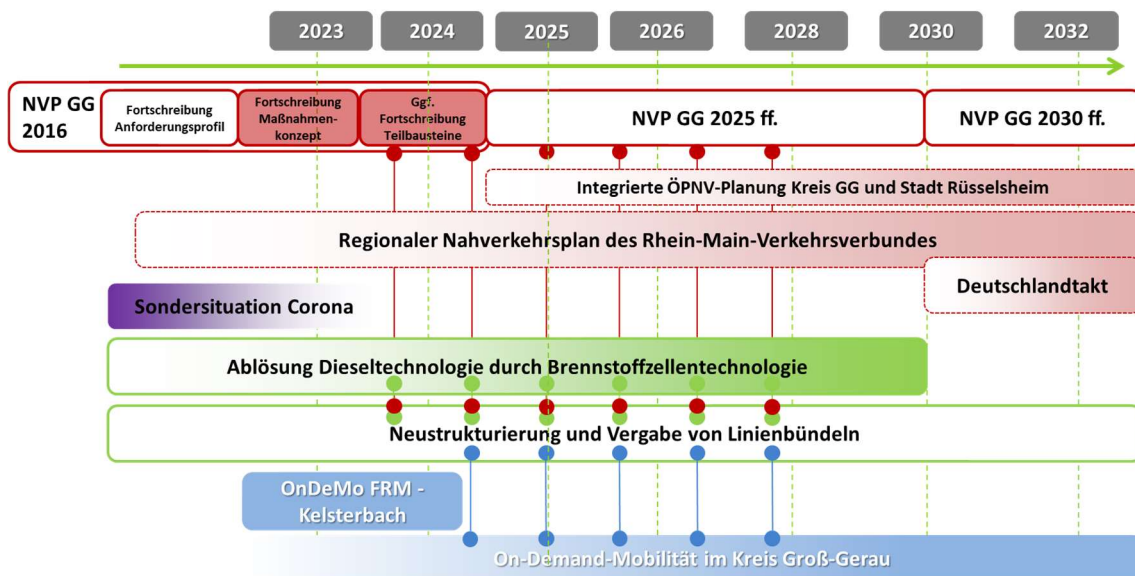 2023 2024 2025 2026 2028 2030 2032
NVP GG
2016
Fortschreibung
Anforderungsprofil
Fortschreibung
Maßnahmen-
konzept
Ggf.
Fortschreibung
Teilbausteine
NVP GG 2025 ff.
NVP GG 2030 ff.
Integrierte ÖPNV-Planung Kreis GG und Stadt Rüsselsheim
Regionaler Nahverkehrsplan des Rhein-Main-Verkehrsverbundes
Deutschlandtakt
Sondersituation Corona
Ablösung Dieseltechnologie durch Brennstoffzellentechnologie
Neustrukturierung und Vergabe von Linienbündeln
OnDeMo FRM -
Kelsterbach
On-Demand-Mobilität im Kreis Groß-Gerau